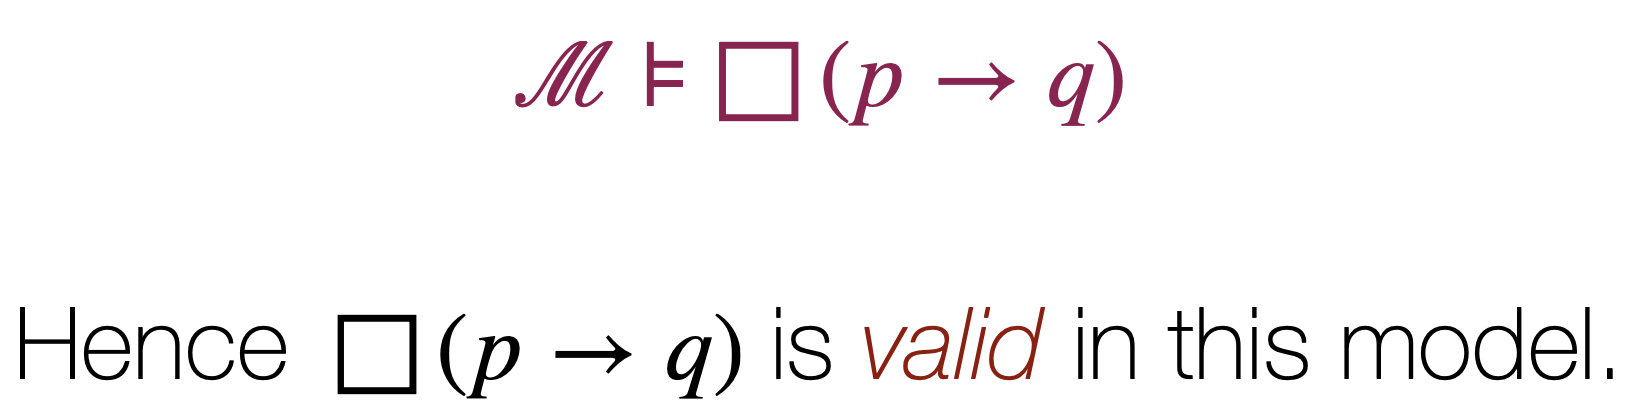 ℳ ⊨ □(p → q)
Hence □(p → q) is valid in this model.